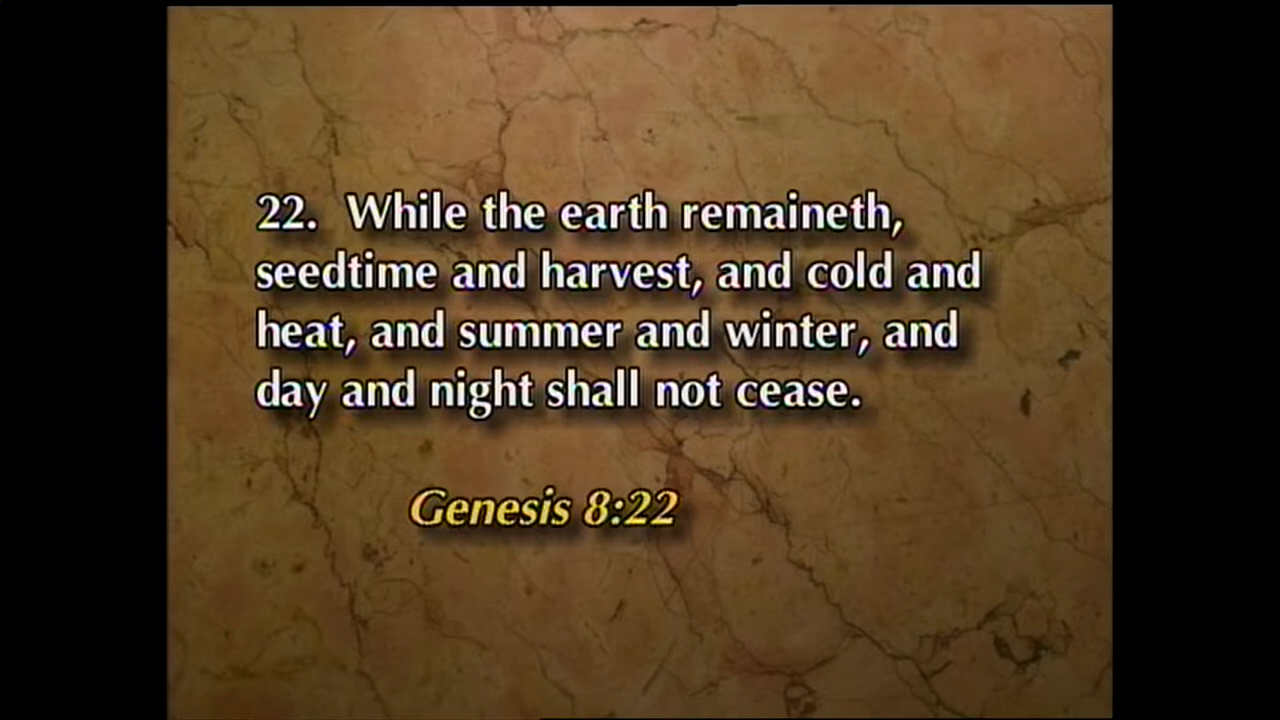 22. While the earth remaineth,
seedtime and harvest, and cold and
heat, and summer and winter, and
day and night shall not cease.
Genesis 8:22